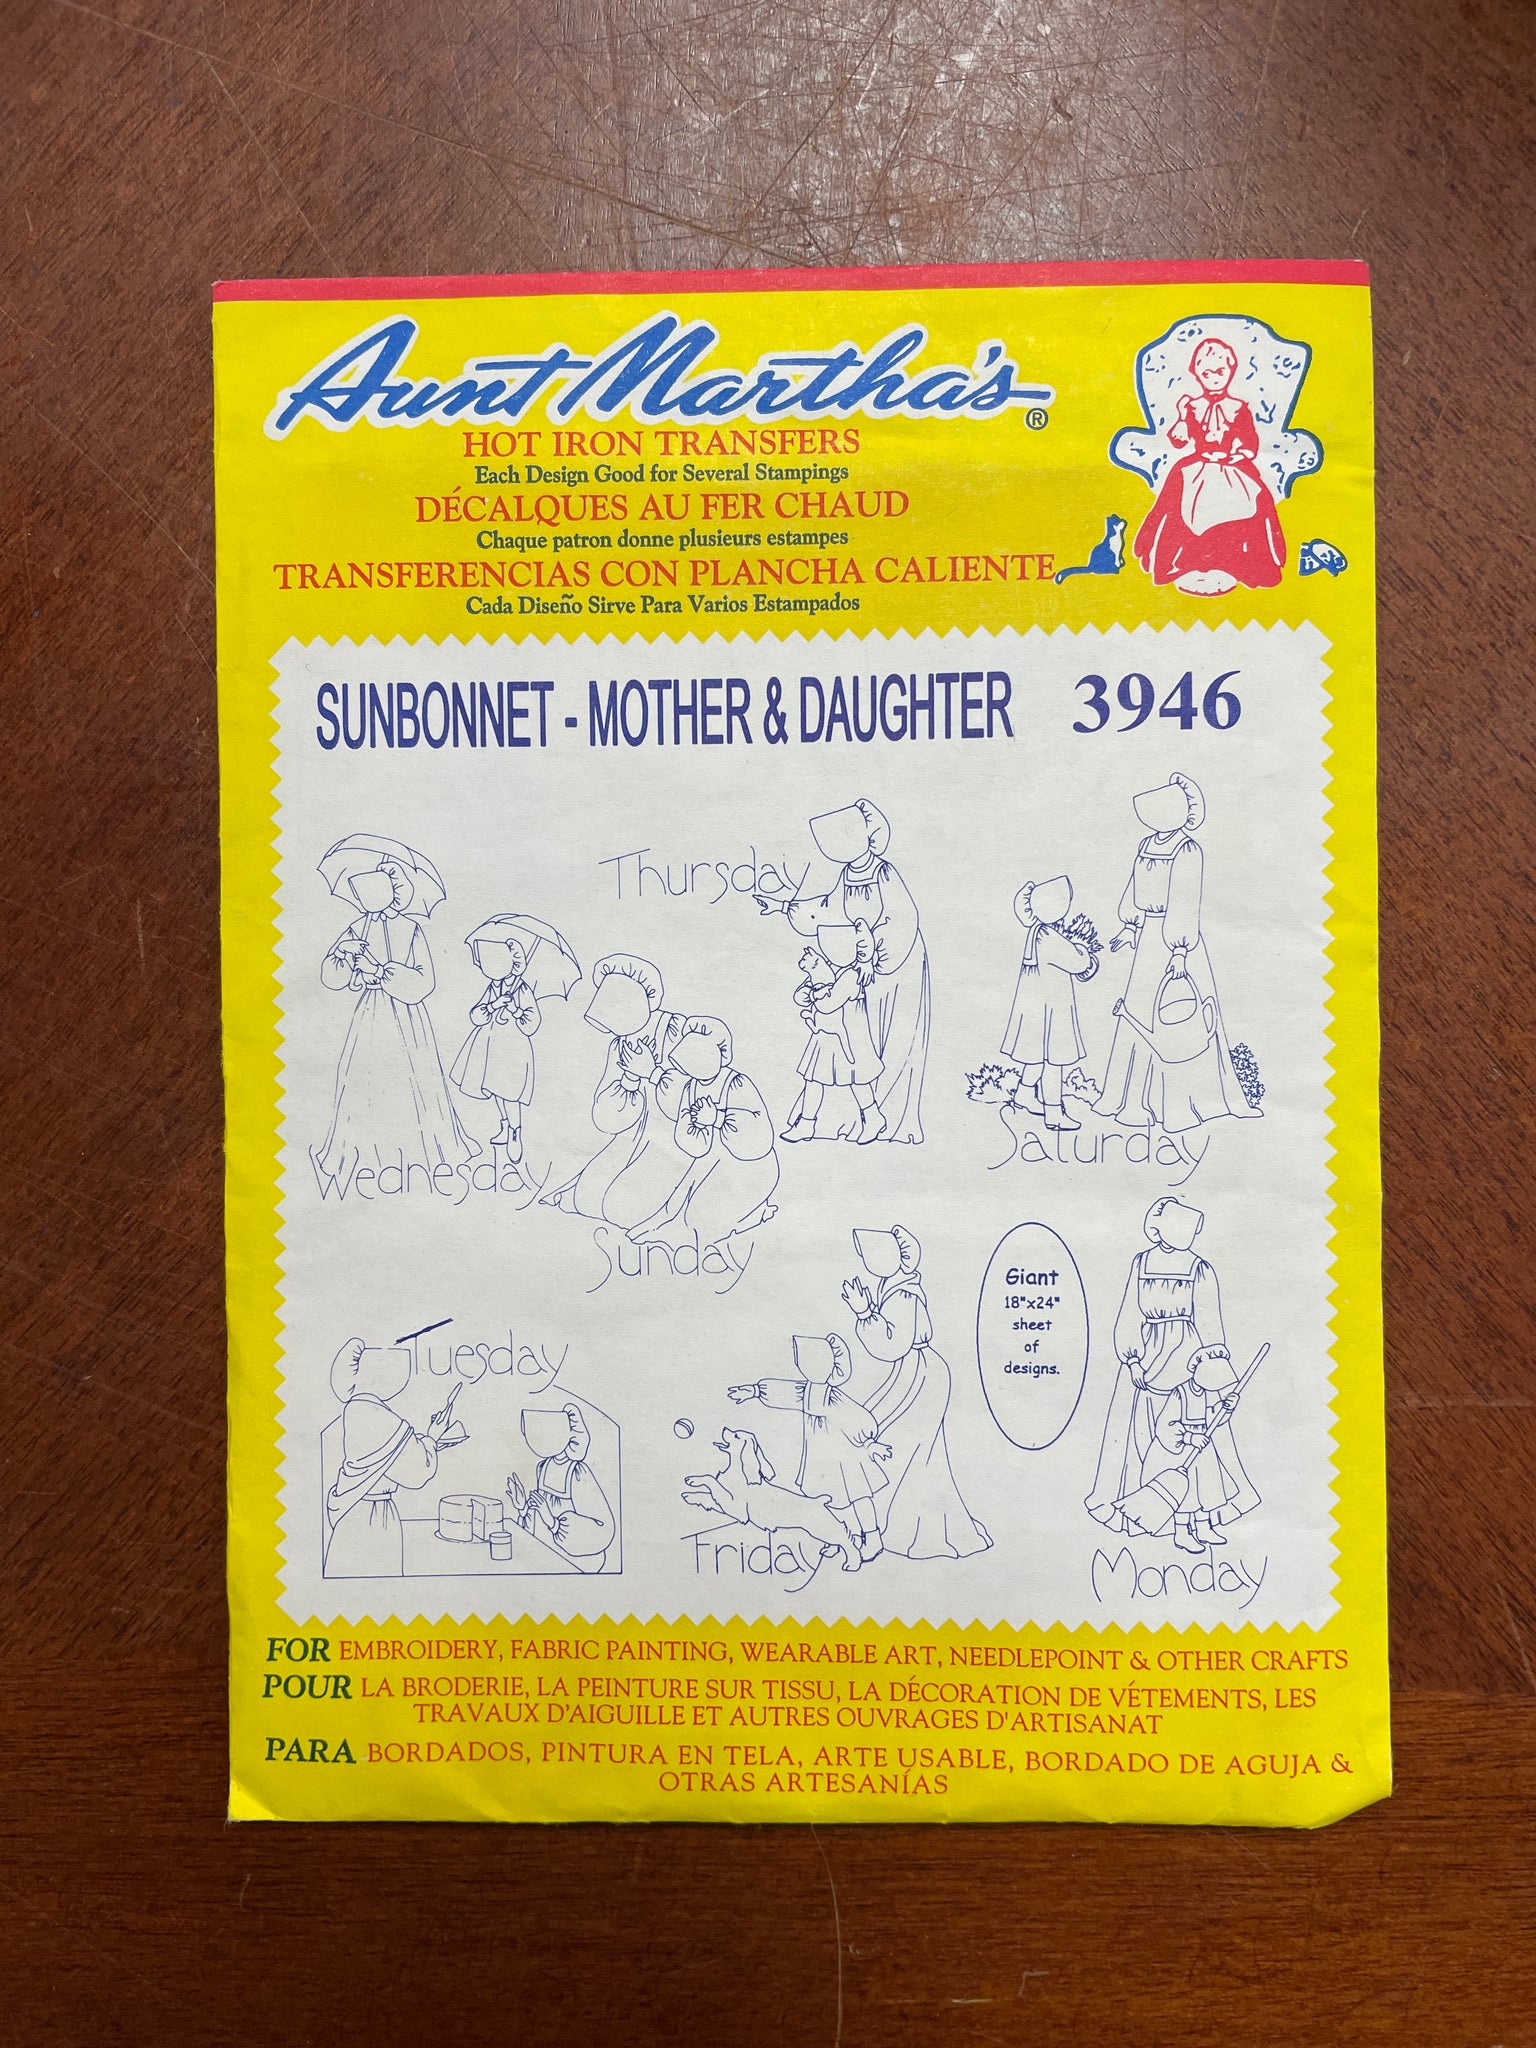 Aunt Martha's®
HOT IRON TRANSFERS
Each Design Good for Several Stampings
DÉCALQUES AU FER CHAUD
Chaque patron donne plusieurs estampes
TRANSFERENCIAS CON PLANCHA CALIENTE
Cada Diseño Sirve Para Varios Estampados
SUNBONNET - MOTHER & DAUGHTER 3946
Thursday
Wednesday
Saturday
Sunday
Tuesday
Giant
18"x24"
sheet
of
designs.
Friday
Monday
FOR EMBROIDERY, FABRIC PAINTING, WEARABLE ART, NEEDLEPOINT & OTHER CRAFTS
POUR LA BRODERIE, LA PEINTURE SUR TISSU, LA DÉCORATION DE VÉTEMENTS, LES
TRAVAUX D'AIGUILLE ET AUTRES OUVRAGES D'ARTISANAT
PARA BORDADOS, PINTURA EN TELA, ARTE USABLE, BORDADO DE AGUJA &
OTRAS ARTESANÍAS